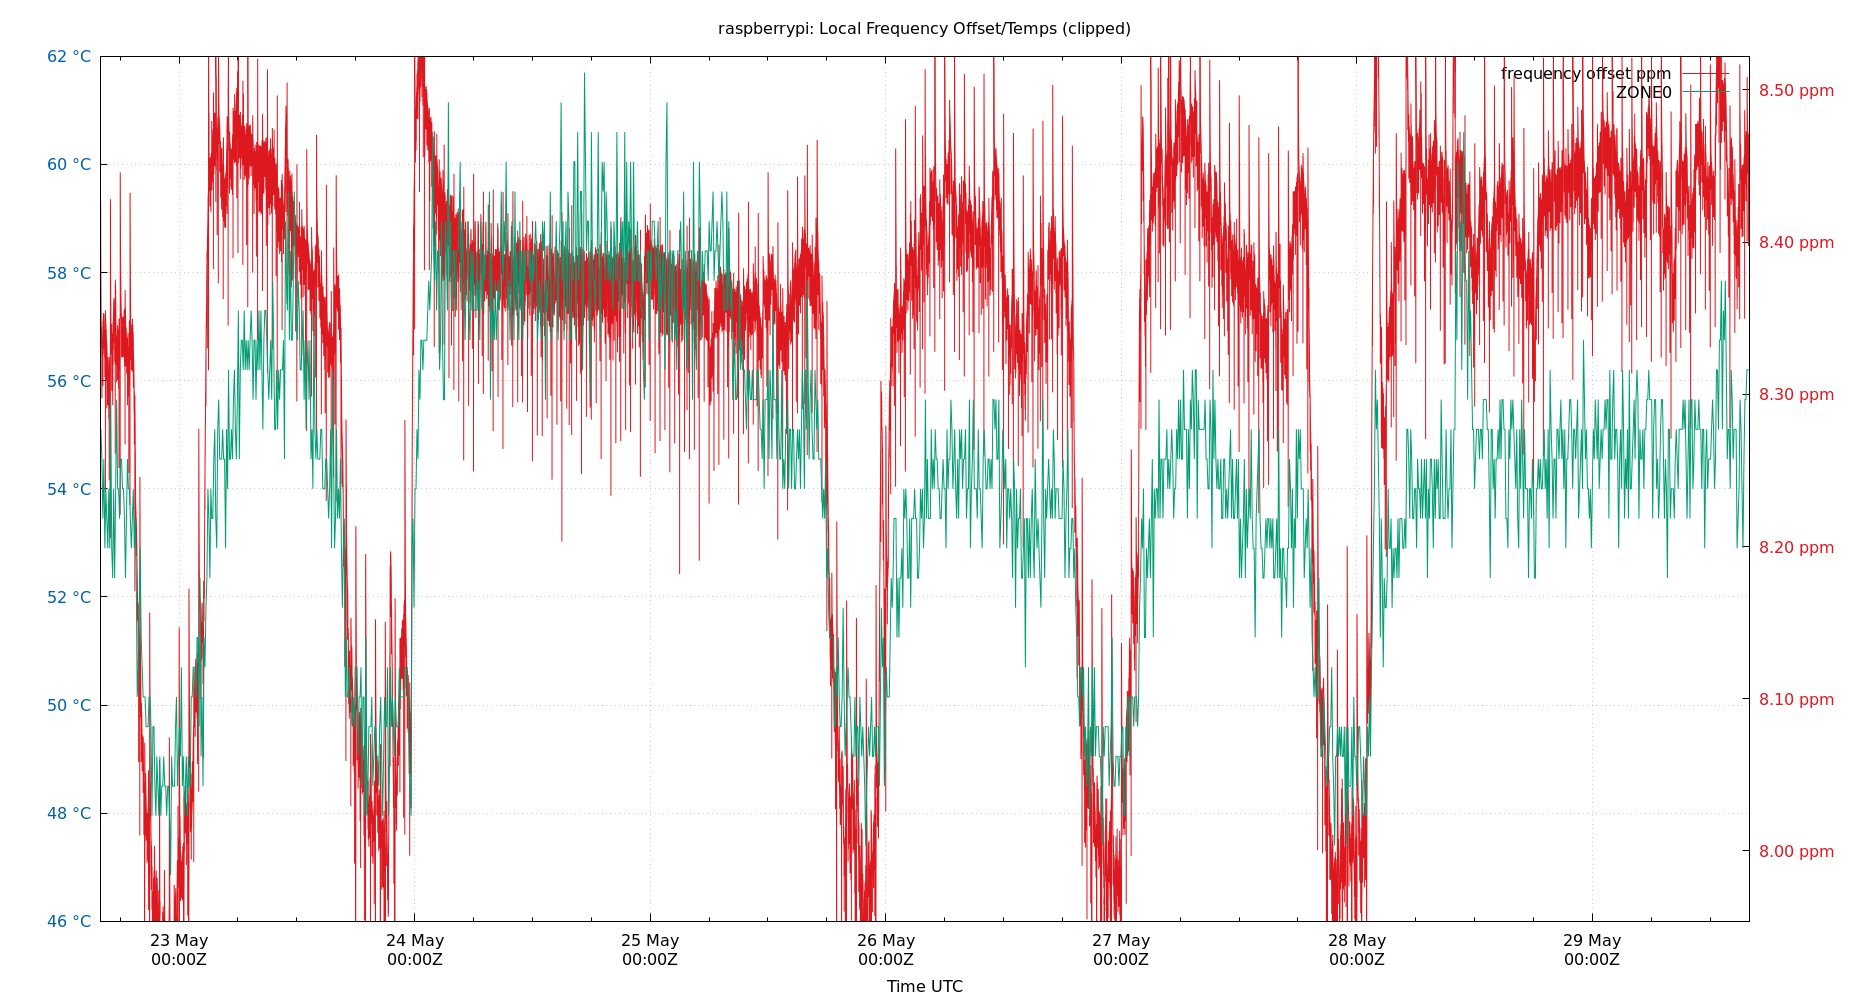 raspberrypi: Local Frequency Offset/Temps (clipped)
62 °C
60 °C
58 °C
56 °C
54 °C
52 °C
50 °C
48 °C
46 °C
frequency offset ppm
ZONE0
8.50 ppm
8.40 ppm
8.30 ppm
8.20 ppm
8.10 ppm
8.00 ppm
23 May
00:00Z
24 May
00:00Z
25 May
00:00Z
26 May
00:00Z
27 May
00:00Z
28 May
00:00Z
29 May
00:00Z
Time UTC